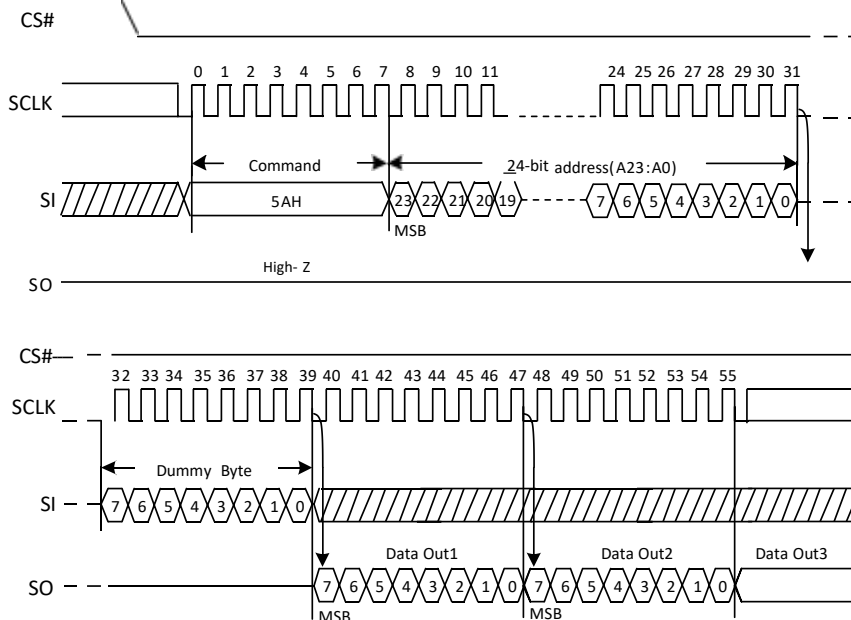 CS#
0 1 2 3 4 5 6 7 8 9 10 11 24 25 26 27 28 29 30 31
SCLK
Command 24-bit address(A23:A0)
SI 5AH 23 22 21 20 19 7 6 5 4 3 2 1 0
MSB
High- Z
SO
CS#
32 33 34 35 36 37 38 39 40 41 42 43 44 45 46 47 48 49 50 51 52 53 54 55
SCLK
Dummy Byte
SI 7 6 5 4 3 2 1 0
Data Out1 Data Out2 Data Out3
SO 7 6 5 4 3 2 1 0 7 6 5 4 3 2 1 0
MSB MSB